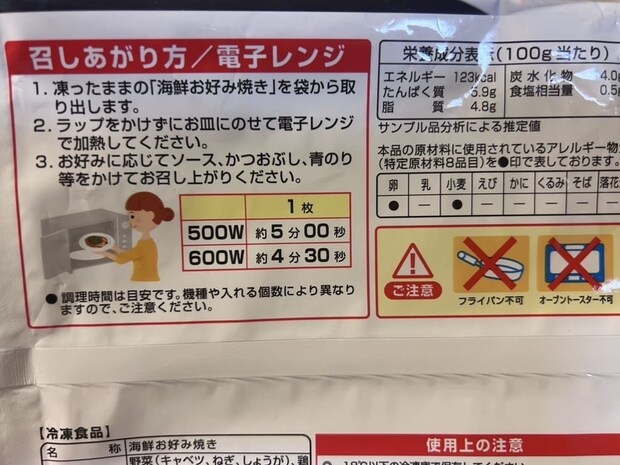 召しあがり方／電子レンジ
1. 凍ったままの「海鮮お好み焼き」を袋から取
り出します。
2. ラップをかけずにお皿にのせて電子レンジ
で加熱してください。
3. お好みに応じてソース、かつおぶし、青のり
等をかけてお召し上がりください。
1枚
500W 約5分00秒
600W 約4分30秒
●調理時間は目安です。機種や入れる個数により異なり
ますので、ご注意ください。
栄養成分表示(100g当たり)
エネルギー 123kcal 炭水化物 4.0
たんぱく質 5.9g 食塩相当量 0.5
脂質 4.8g
サンプル品分析による推定値
本品の原材料に使用されているアレルギー物
(特定原材料8品目)を●印で表しております。
卵 乳 小麦 えび かに くるみ そば 落花
● － ● － － － －
ご注意
フライパン不可
オーブントースター不可
【冷凍食品】
名称 海鮮お好み焼き
野菜(キャベツ、ねぎ、しょうが)、鶏
使用上の注意